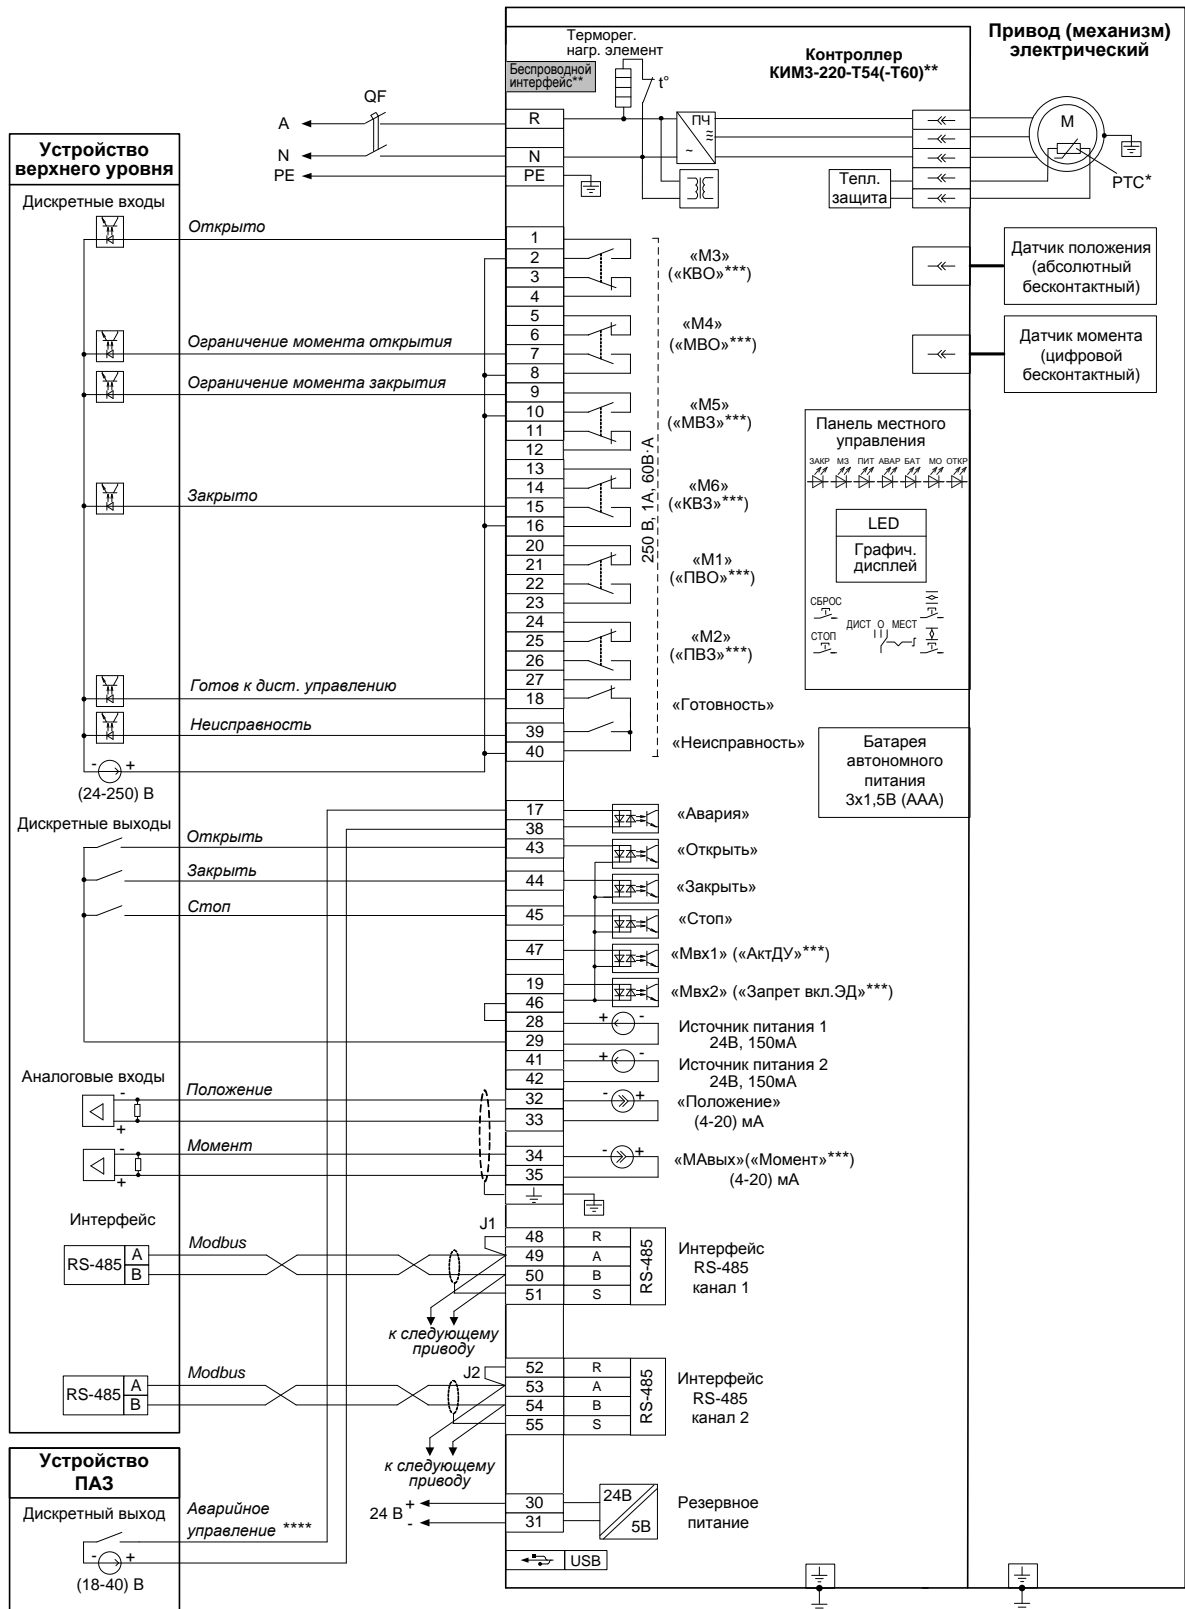 Привод (механизм)
электрический
Терморег.
нагр. элемент
Контроллер
КИМ3-220-Т54(-Т60)**
Беспроводной
интерфейс**
t°
QF
A
R
ПЧ
~
M
N
N
PE
PE
Тепл.
защита
РТС*
Устройство
верхнего уровня
Дискретные входы
Открыто
1
2
3
4
«М3»
(«КВО»***)
Датчик положения
(абсолютный
бесконтактный)
5
6
7
8
Ограничение момента открытия
«М4»
(«МВО»***)
Датчик момента
(цифровой
бесконтактный)
Ограничение момента закрытия
9
10
11
12
«М5»
(«МВЗ»***)
Панель местного
управления
ЗАКР МЗ ПИТ АВАР БАТ МО ОТКР
Закрыто
13
14
15
16
«М6»
(«КВЗ»***)
250 В, 1А, 60В·А
LED
Графич.
дисплей
20
21
22
23
«М1»
(«ПВО»***)
СБРОС
СТОП
ДИСТ О МЕСТ
24
25
26
27
«М2»
(«ПВЗ»***)
Готов к дист. управлению
18
«Готовность»
Неисправность
39
40
«Неисправность»
Батарея
автономного
питания
3х1,5В (ААА)
- +
(24-250) В
Дискретные выходы
17
38
«Авария»
Открыть
43
«Открыть»
Закрыть
44
«Закрыть»
Стоп
45
«Стоп»
47
«Мвх1» («АктДУ»***)
19
46
«Мвх2» («Запрет вкл.ЭД»***)
28
29
+ -
Источник питания 1
24В, 150мА
41
42
+ -
Источник питания 2
24В, 150мА
Аналоговые входы
Положение
-
+
32
33
- +
«Положение»
(4-20) мА
Момент
-
+
34
35
- +
«МАвых»(«Момент»***)
(4-20) мА
Интерфейс
RS-485
A
B
Modbus
J1
48 R
49 A
50 B
51 S
RS-485
Интерфейс
RS-485
канал 1
к следующему
приводу
RS-485
A
B
Modbus
J2
52 R
53 A
54 B
55 S
RS-485
Интерфейс
RS-485
канал 2
к следующему
приводу
Устройство
ПАЗ
Дискретный выход
Аварийное
управление ****
- +
(18-40) В
24 В
+
-
30
31
24В
5В
Резервное
питание
USB